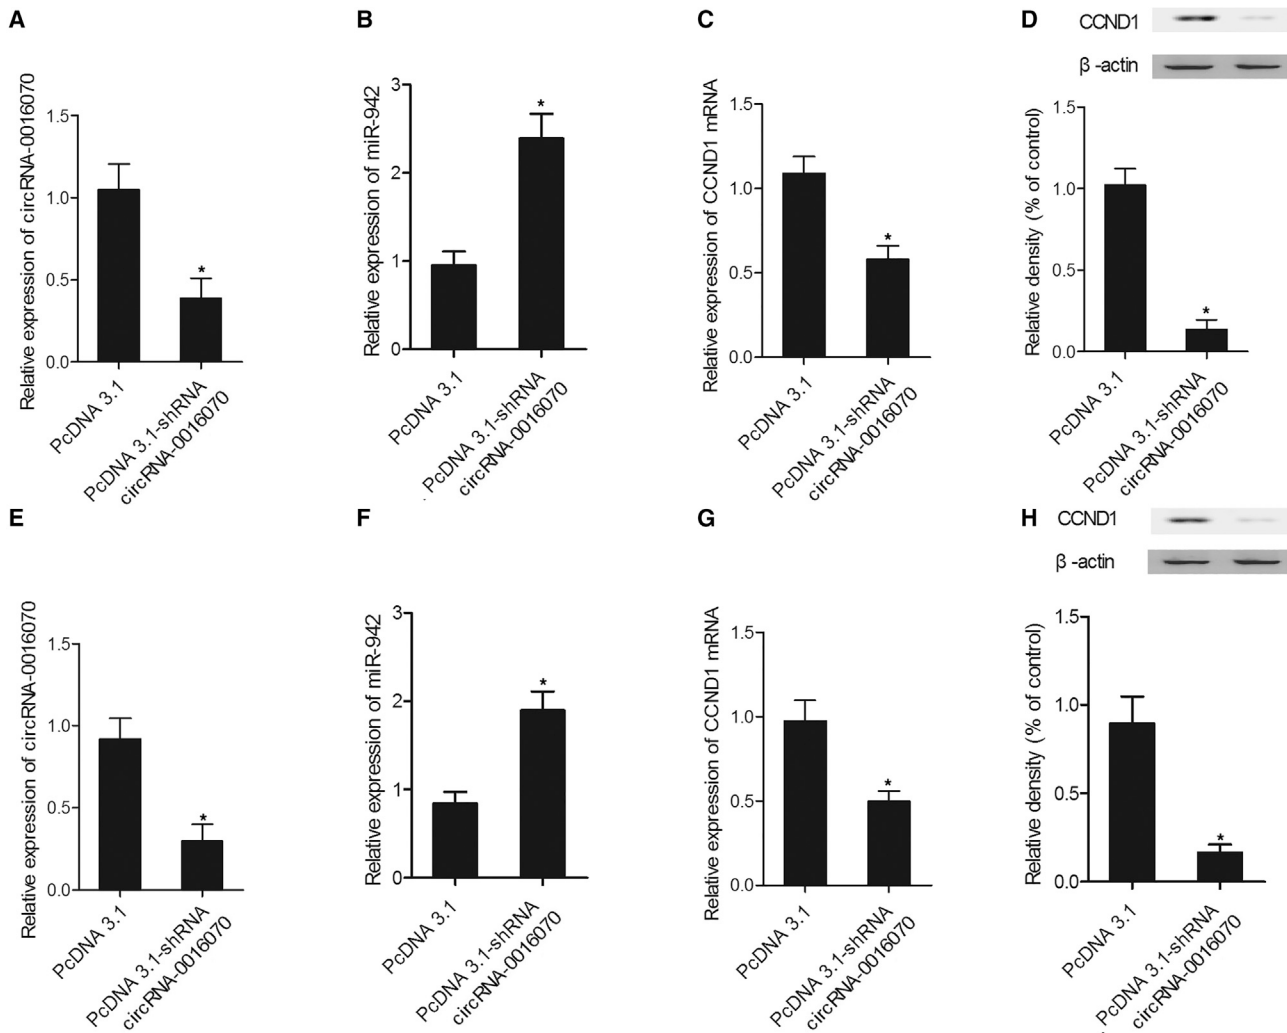 A
Relative expression of circRNA-0016070
1.5
1.0
0.5
0.0
*
PcDNA 3.1
PcDNA 3.1-shRNA
circRNA-0016070
B
Relative expression of miR-942
3
2
1
0
*
PcDNA 3.1
PcDNA 3.1-shRNA
circRNA-0016070
C
Relative expression of CCND1 mRNA
1.5
1.0
0.5
0.0
*
PcDNA 3.1
PcDNA 3.1-shRNA
circRNA-0016070
D
CCND1
β -actin
Relative density (% of control)
1.5
1.0
0.5
0.0
*
PcDNA 3.1
PcDNA 3.1-shRNA
circRNA-0016070
E
Relative expression of circRNA-0016070
1.5
1.0
0.5
0.0
*
PcDNA 3.1
PcDNA 3.1-shRNA
circRNA-0016070
F
Relative expression of miR-942
3
2
1
0
*
PcDNA 3.1
PcDNA 3.1-shRNA
circRNA-0016070
G
Relative expression of CCND1 mRNA
1.5
1.0
0.5
0.0
*
PcDNA 3.1
PcDNA 3.1-shRNA
circRNA-0016070
H
CCND1
β -actin
Relative density (% of control)
1.5
1.0
0.5
0.0
*
PcDNA 3.1
PcDNA 3.1-shRNA
circRNA-0016070